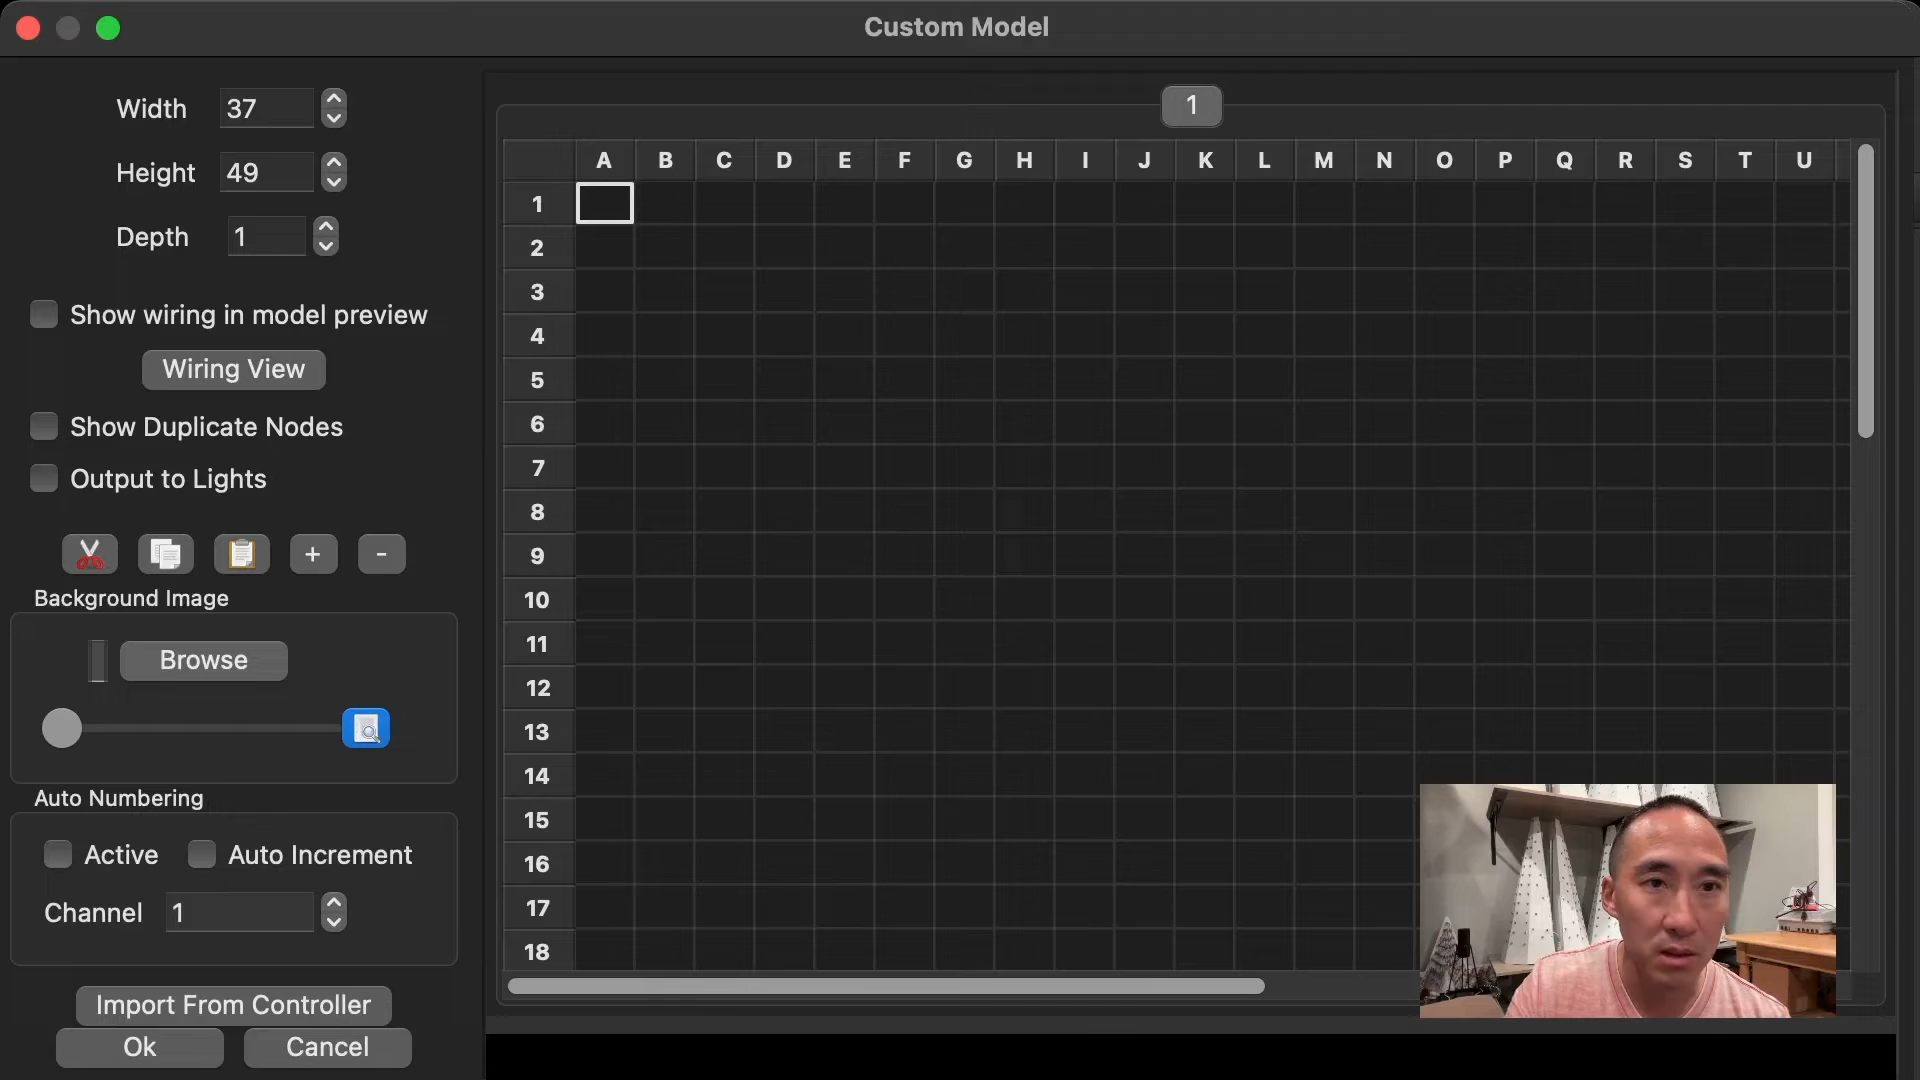 Custom Model
Width 37
Height 49
Depth 1
Show wiring in model preview
Wiring View
Show Duplicate Nodes
Output to Lights
+ -
Background Image
Browse
Auto Numbering
Active Auto Increment
Channel 1
Import From Controller
Ok Cancel
1
A B C D E F G H I J K L M N O P Q R S T U
1
2
3
4
5
6
7
8
9
10
11
12
13
14
15
16
17
18